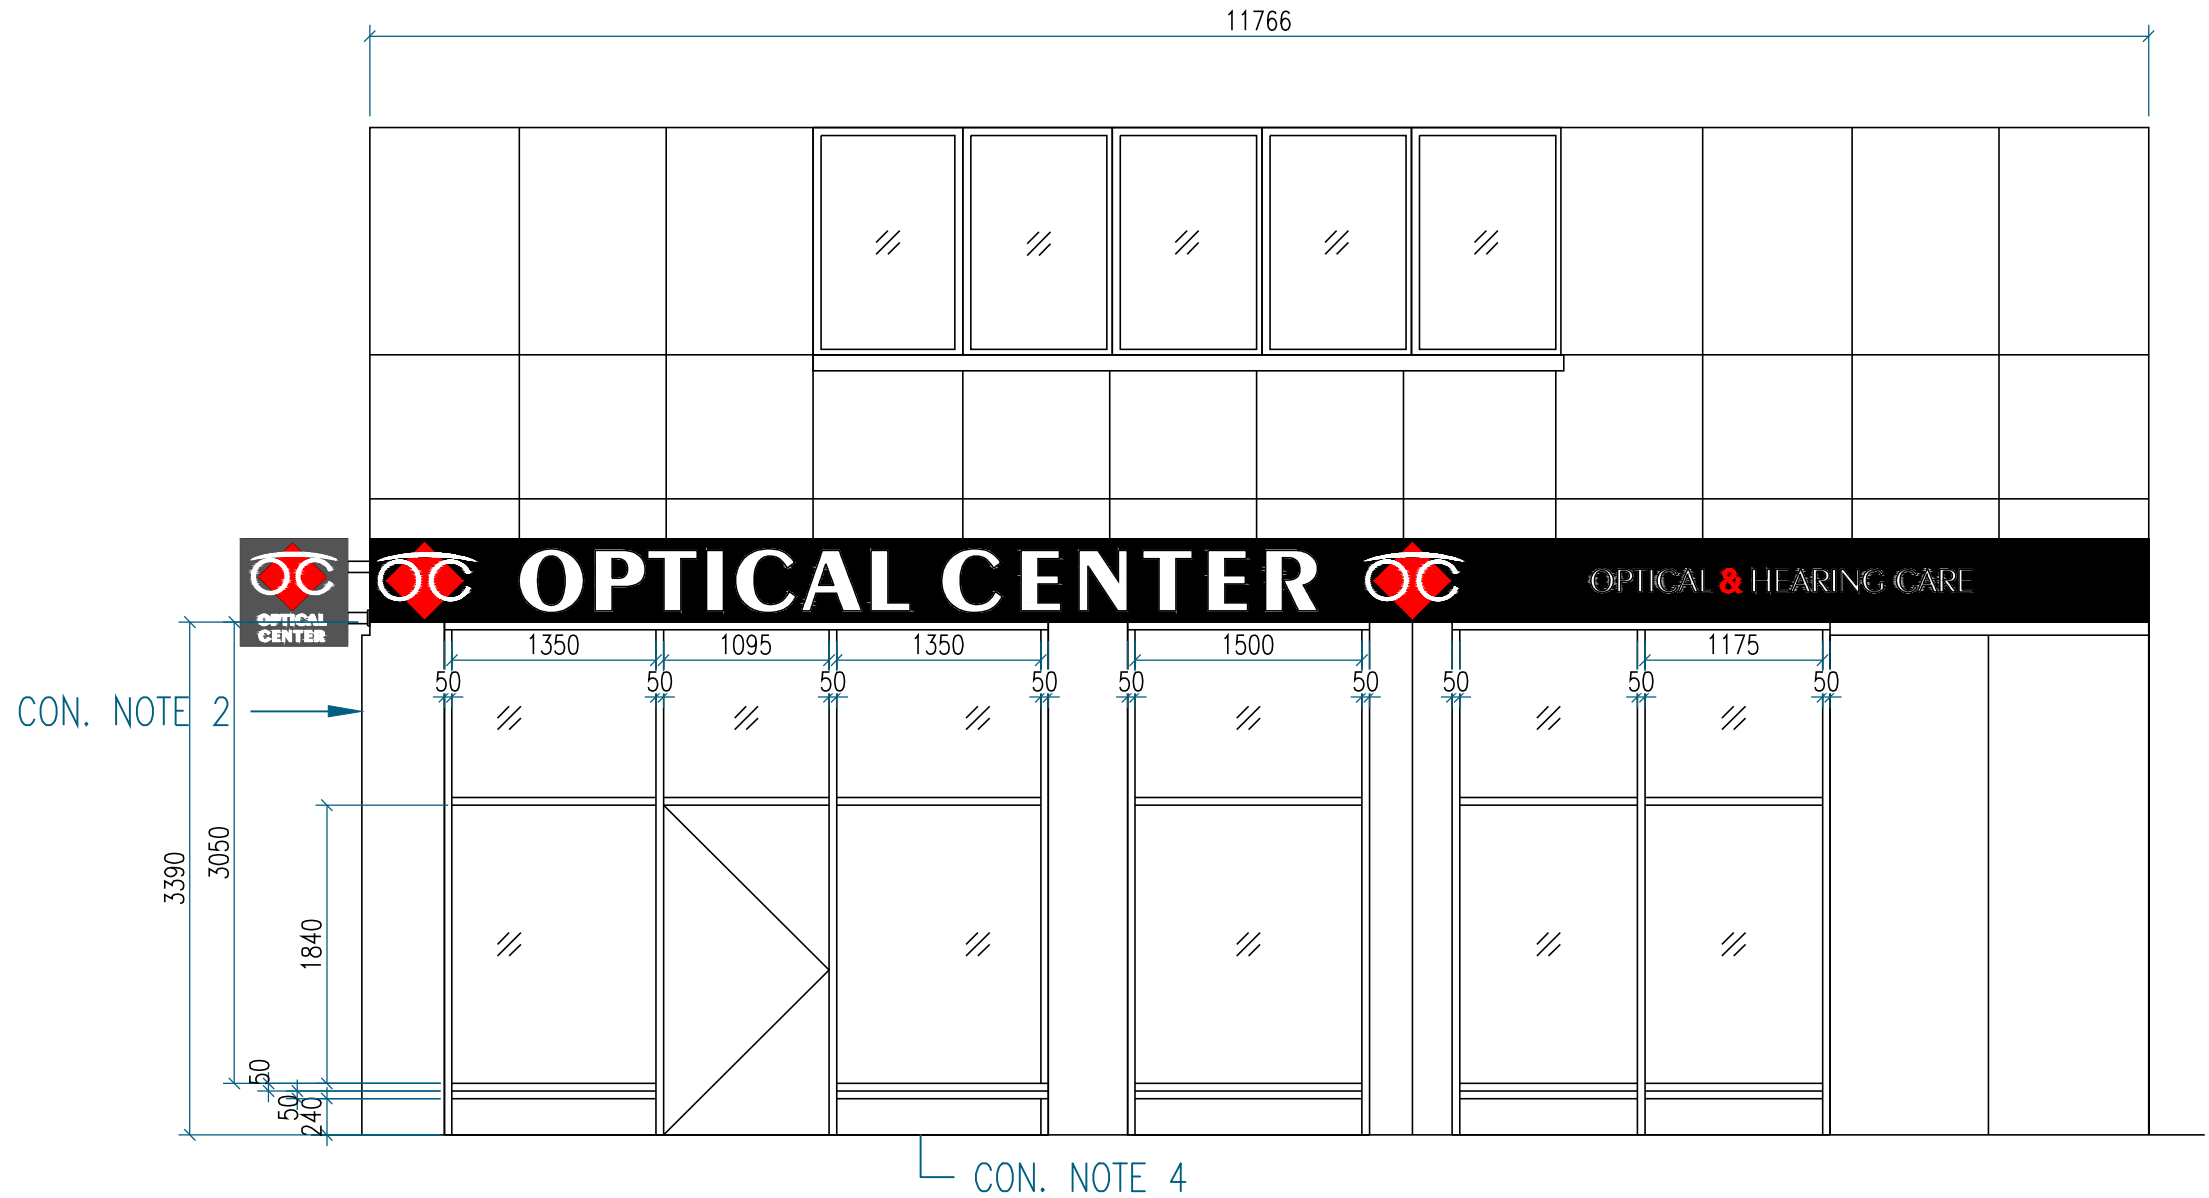 11766
OC
OPTICAL
CENTER
OC OPTICAL CENTER OC OPTICAL & HEARING CARE
1350 1095 1350 1500 1175
50 50 50 50 50 50 50 50 50
CON. NOTE 2
3390
3050
1840
50
50
240
CON. NOTE 4